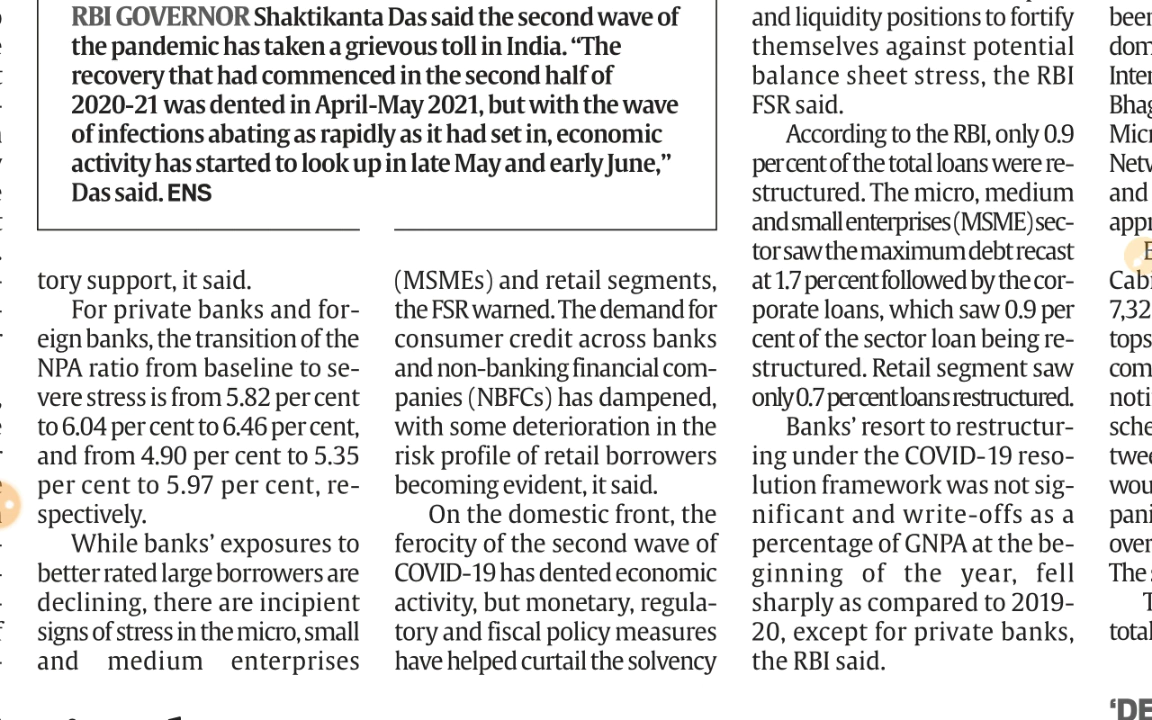 RBI GOVERNOR Shaktikanta Das said the second wave of
the pandemic has taken a grievous toll in India. “The
recovery that had commenced in the second half of
2020-21 was dented in April-May 2021, but with the wave
of infections abating as rapidly as it had set in, economic
activity has started to look up in late May and early June,”
Das said. ENS
tory support, it said.
For private banks and for-
eign banks, the transition of the
NPA ratio from baseline to se-
vere stress is from 5.82 per cent
to 6.04 per cent to 6.46 per cent,
and from 4.90 per cent to 5.35
per cent to 5.97 per cent, re-
spectively.
While banks’ exposures to
better rated large borrowers are
declining, there are incipient
signs of stress in the micro, small
and medium enterprises
(MSMEs) and retail segments,
the FSR warned. The demand for
consumer credit across banks
and non-banking financial com-
panies (NBFCs) has dampened,
with some deterioration in the
risk profile of retail borrowers
becoming evident, it said.
On the domestic front, the
ferocity of the second wave of
COVID-19 has dented economic
activity, but monetary, regula-
tory and fiscal policy measures
have helped curtail the solvency
and liquidity positions to fortify
themselves against potential
balance sheet stress, the RBI
FSR said.
According to the RBI, only 0.9
per cent of the total loans were re-
structured. The micro, medium
and small enterprises (MSME) sec-
tor saw the maximum debt recast
at 1.7 per cent followed by the cor-
porate loans, which saw 0.9 per
cent of the sector loan being re-
structured. Retail segment saw
only 0.7 per cent loans restructured.
Banks’ resort to restructur-
ing under the COVID-19 reso-
lution framework was not sig-
nificant and write-offs as a
percentage of GNPA at the be-
ginning of the year, fell
sharply as compared to 2019-
20, except for private banks,
the RBI said.
and
The